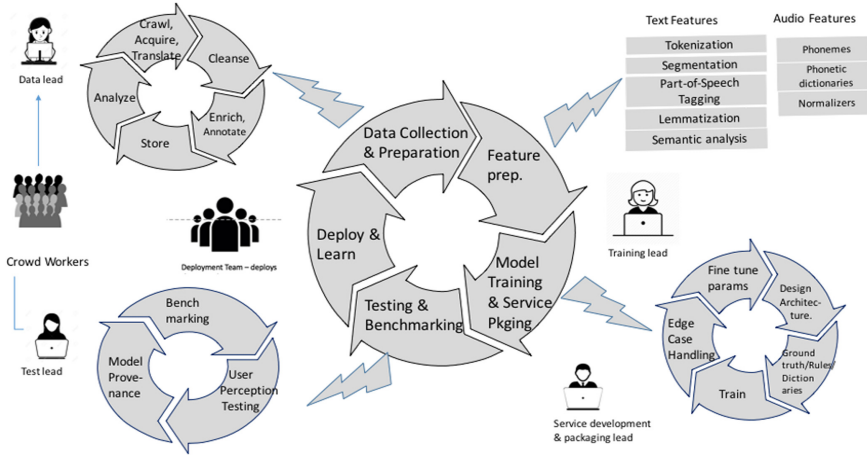 Text Features
Audio Features
Tokenization
Segmentation
Part-of-Speech
Tagging
Lemmatization
Semantic analysis
Phonemes
Phonetic
dictionaries
Normalizers
Data lead
Crawl,
Acquire,
Translate
Cleanse
Enrich,
Annotate
Store
Analyze
Data Collection
& Preparation
Feature
prep.
Model
Training
& Service
Pkging
Testing &
Benchmarking
Deploy &
Learn
Crowd Workers
Deployment Team – deploys
Training lead
Test lead
Bench
marking
User
Perception
Testing
Model
Prove-
nance
Service development
& packaging lead
Fine tune
params
Design
Architec-
ture.
Ground
truth/Rules/
Diction
aries
Train
Edge
Case
Handling